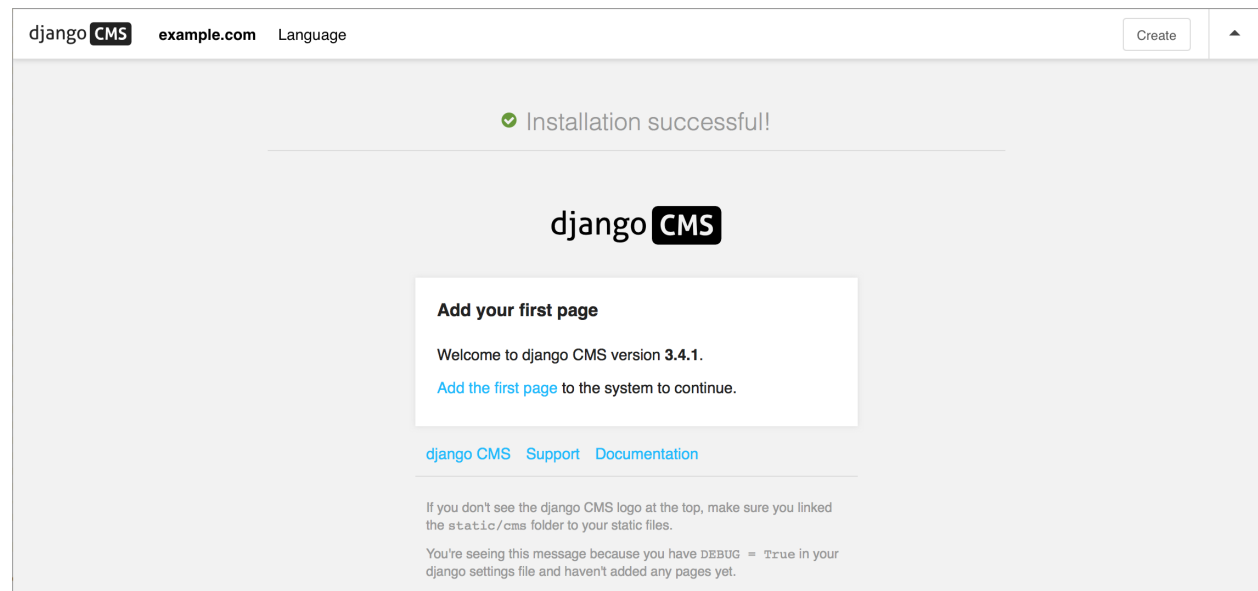 django CMS example.com Language Create
Installation successful!
django CMS
Add your first page
Welcome to django CMS version 3.4.1.
Add the first page to the system to continue.
django CMS Support Documentation
If you don't see the django CMS logo at the top, make sure you linked
the static/cms folder to your static files.
You're seeing this message because you have DEBUG = True in your
django settings file and haven't added any pages yet.